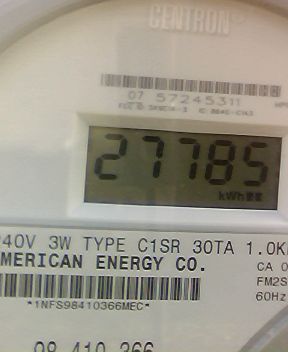 CENTRON
07 57245311
27785
kWh
240V 3W TYPE C1SR 30TA 1.0K
AMERICAN ENERGY CO.
CA 0
FM2S
60Hz
*1NFS98410366MEC*
98 410 366